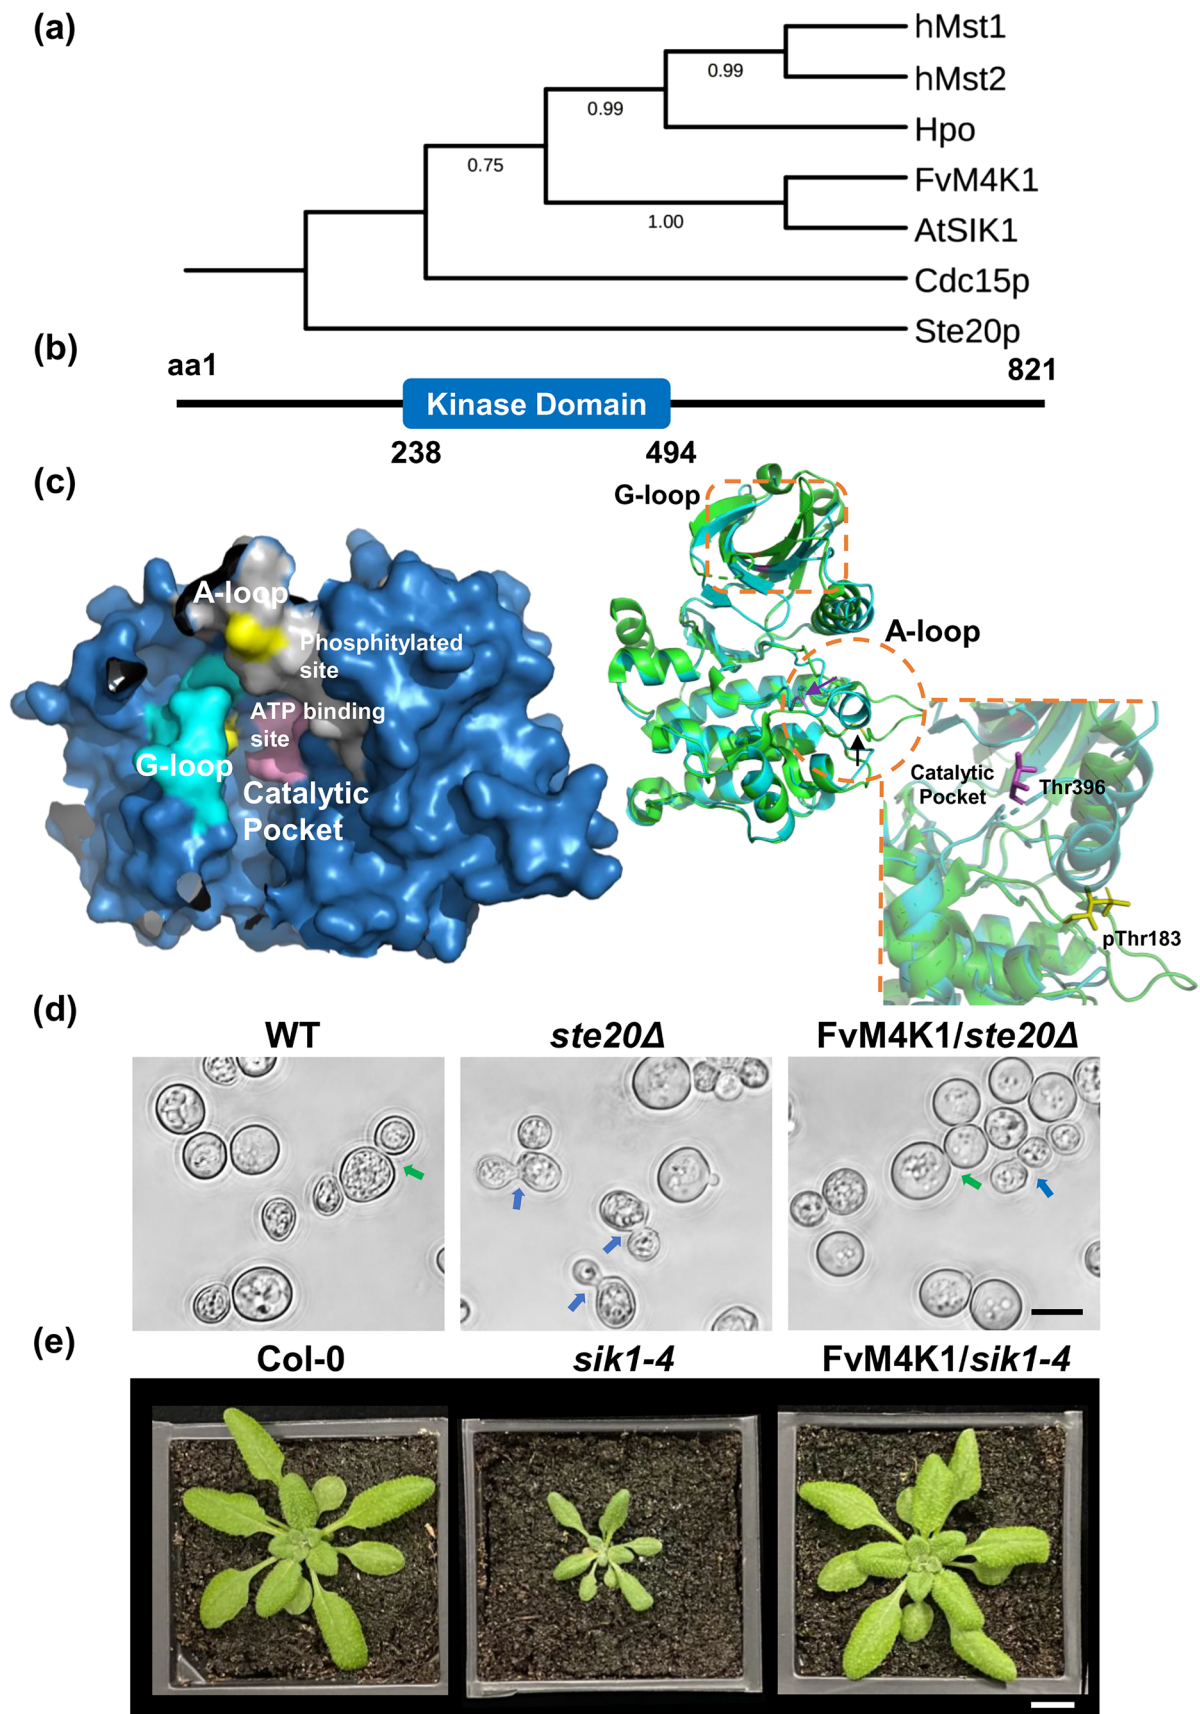 (a)
hMst1
hMst2
Hpo
FvM4K1
AtSIK1
Cdc15p
Ste20p
0.99
0.99
0.75
1.00
(b)
aa1
821
Kinase Domain
238
494
(c)
A-loop
Phosphitylated
site
ATP binding
site
G-loop
Catalytic
Pocket
G-loop
A-loop
Catalytic
Pocket
Thr396
pThr183
(d)
WT
ste20Δ
FvM4K1/ste20Δ
(e)
Col-0
sik1-4
FvM4K1/sik1-4